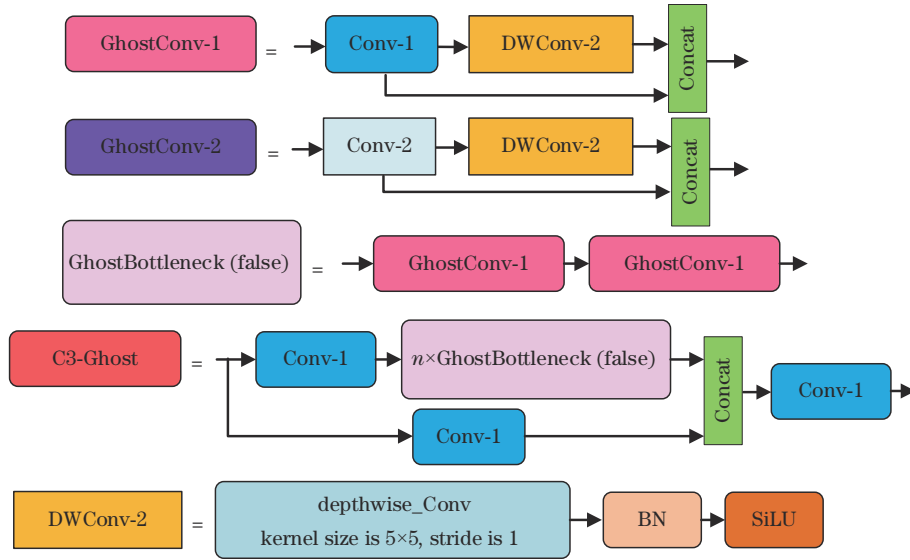 GhostConv-1 = Conv-1 DWConv-2 Concat
GhostConv-2 = Conv-2 DWConv-2 Concat
GhostBottleneck (false) = GhostConv-1 GhostConv-1
C3-Ghost = Conv-1 n×GhostBottleneck (false) Concat Conv-1
Conv-1
DWConv-2 = depthwise_Conv BN SiLU
kernel size is 5×5, stride is 1